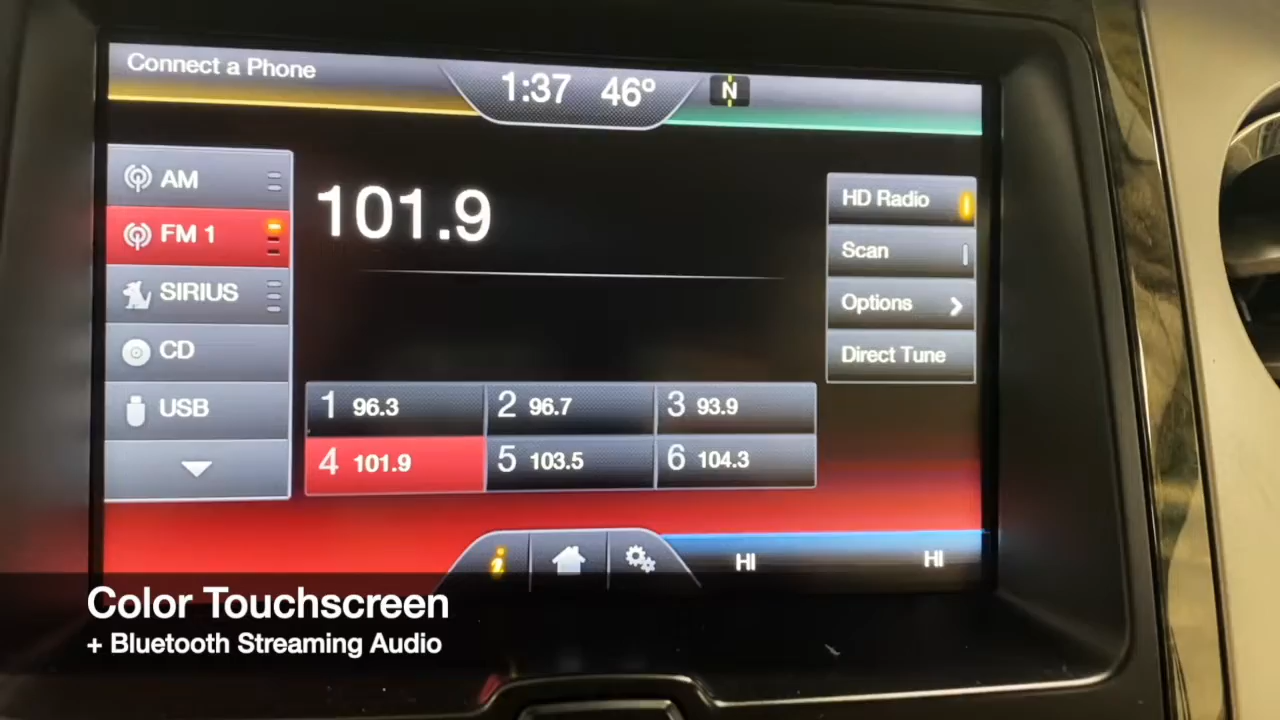 Connect a Phone
1:37 46° N
AM
FM 1
SIRIUS
CD
USB
101.9
HD Radio
Scan
Options
Direct Tune
1 96.3 2 96.7 3 93.9
4 101.9 5 103.5 6 104.3
i HI HI
Color Touchscreen
+ Bluetooth Streaming Audio